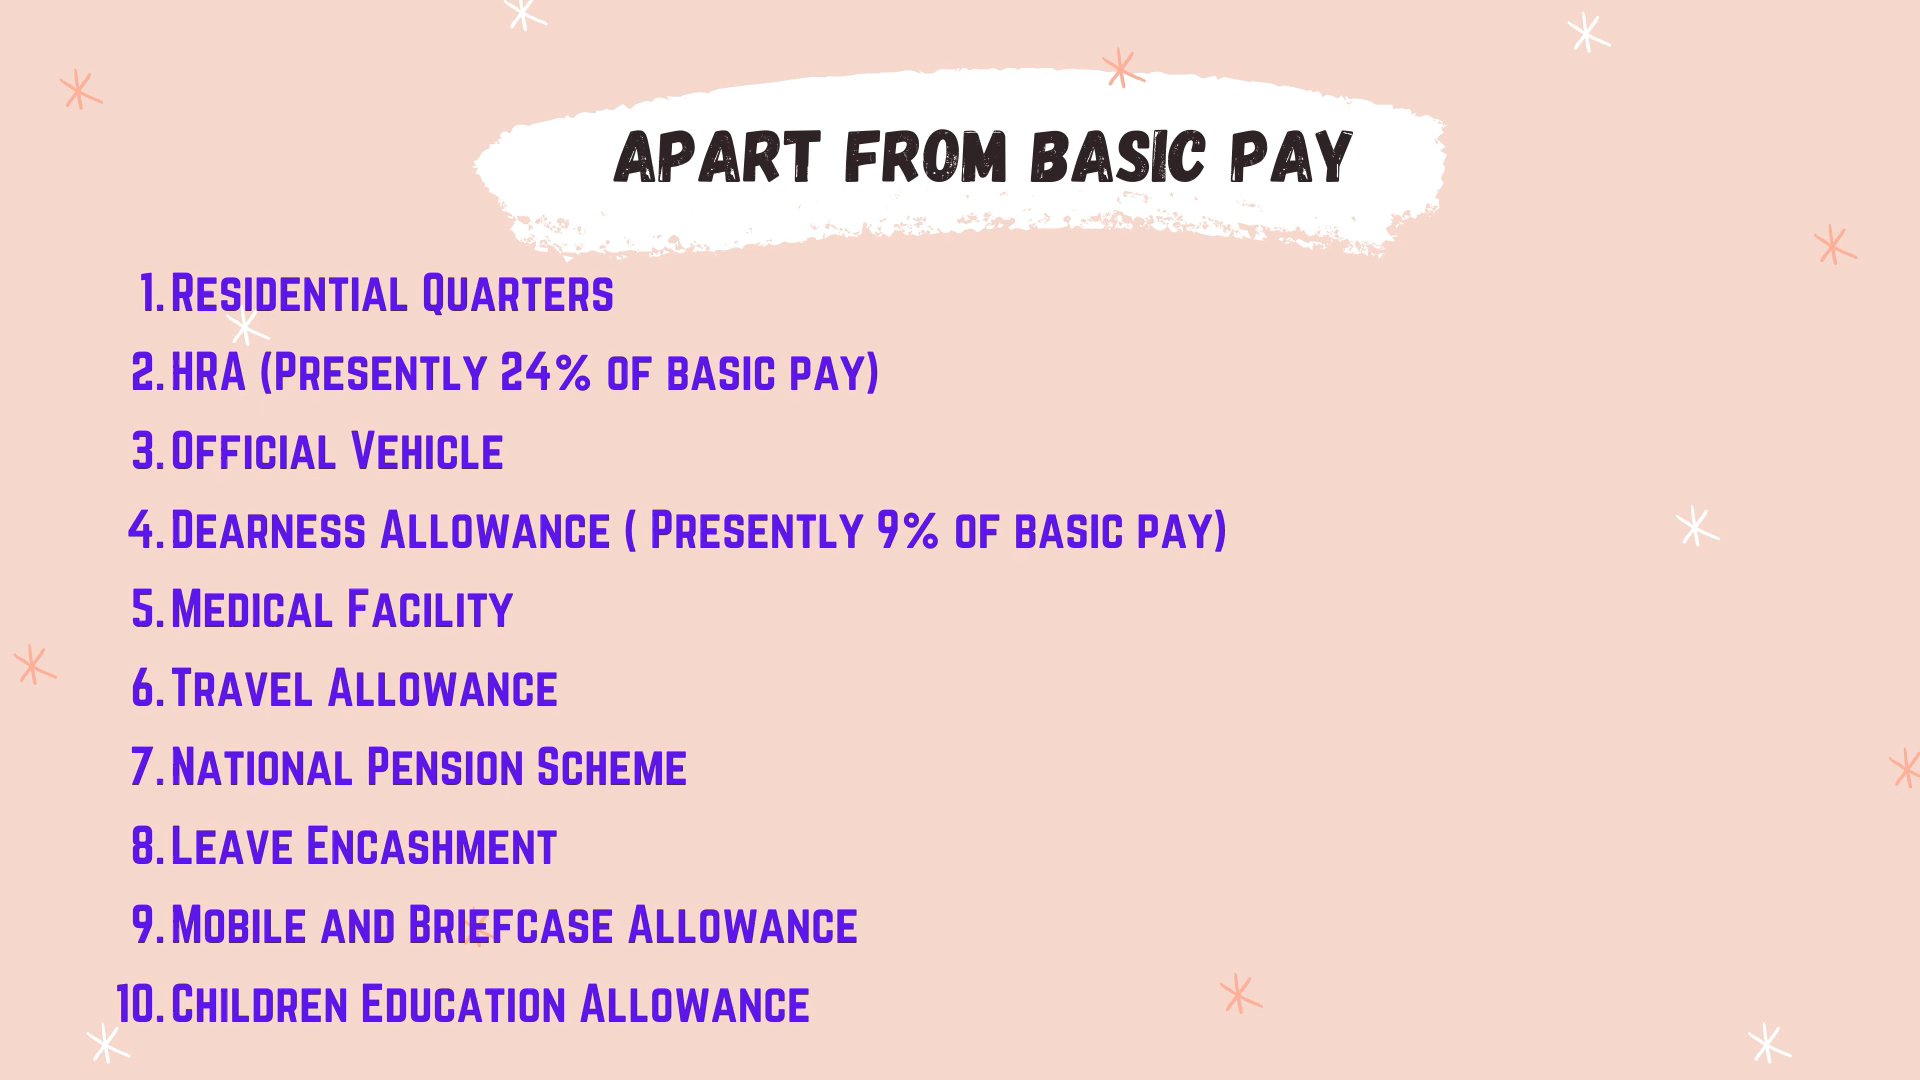 APART FROM BASIC PAY
1. Residential Quarters
2. HRA (Presently 24% of basic pay)
3. Official Vehicle
4. Dearness Allowance ( Presently 9% of basic pay)
5. Medical Facility
6. Travel Allowance
7. National Pension Scheme
8. Leave Encashment
9. Mobile and Briefcase Allowance
10. Children Education Allowance